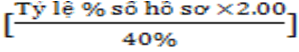 [Tỷ lệ % số hồ sơ ×2.00
40%]